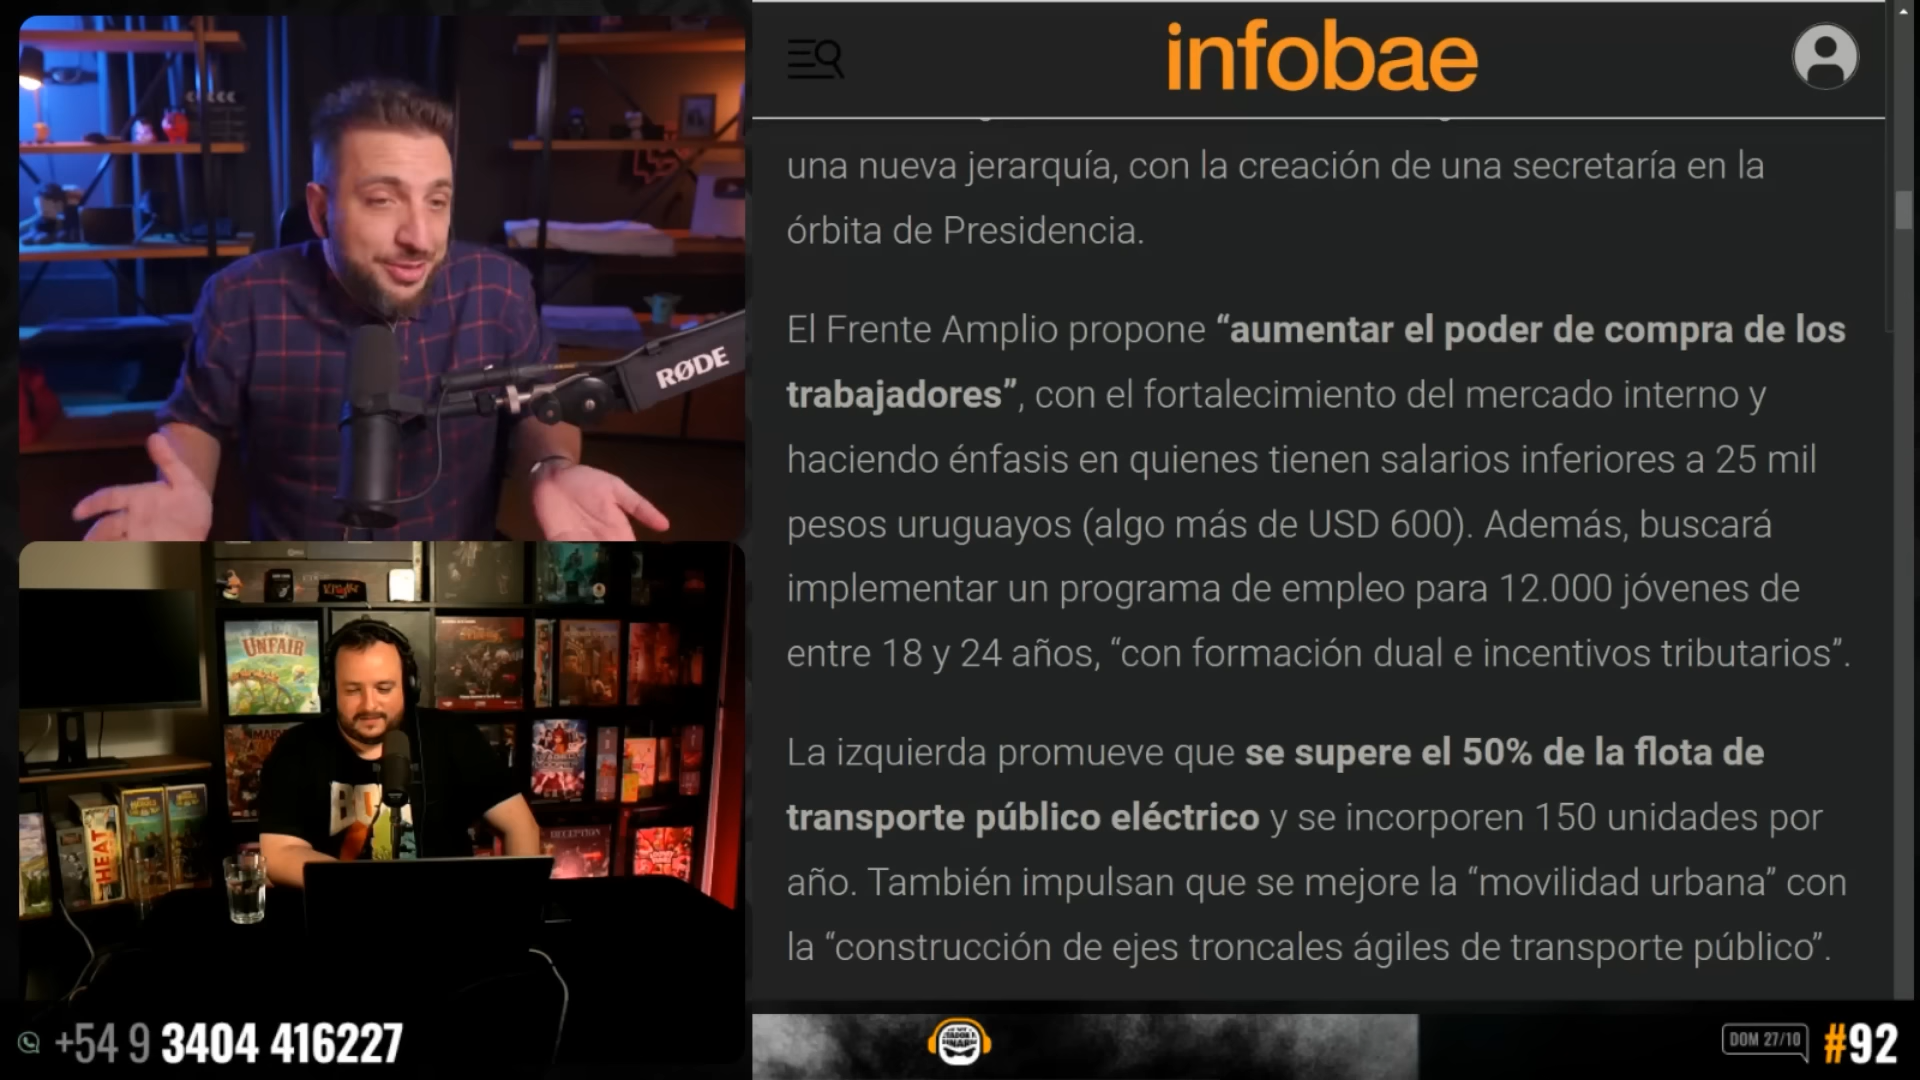 infobae
una nueva jerarquía, con la creación de una secretaría en la
órbita de Presidencia.
El Frente Amplio propone “aumentar el poder de compra de los
trabajadores”, con el fortalecimiento del mercado interno y
haciendo énfasis en quienes tienen salarios inferiores a 25 mil
pesos uruguayos (algo más de USD 600). Además, buscará
implementar un programa de empleo para 12.000 jóvenes de
entre 18 y 24 años, “con formación dual e incentivos tributarios”.
La izquierda promueve que se supere el 50% de la flota de
transporte público eléctrico y se incorporen 150 unidades por
año. También impulsan que se mejore la “movilidad urbana” con
la “construcción de ejes troncales ágiles de transporte público”.
RØDE
UNFAIR
HEAT
+54 9 3404 416227
DOM 27/10
#92